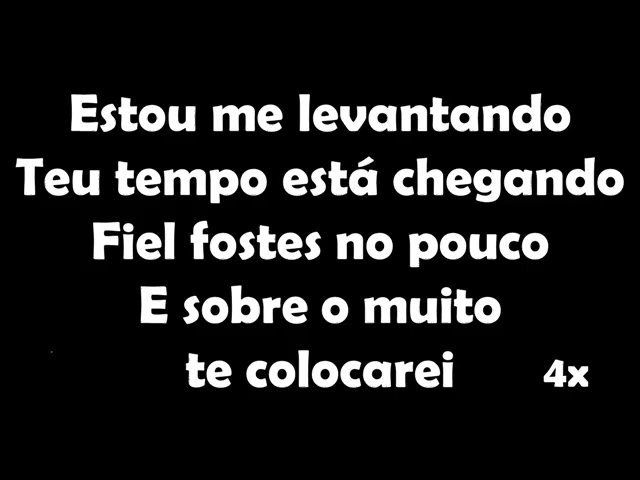 Estou me levantando
Teu tempo está chegando
Fiel fostes no pouco
E sobre o muito
te colocarei 4x